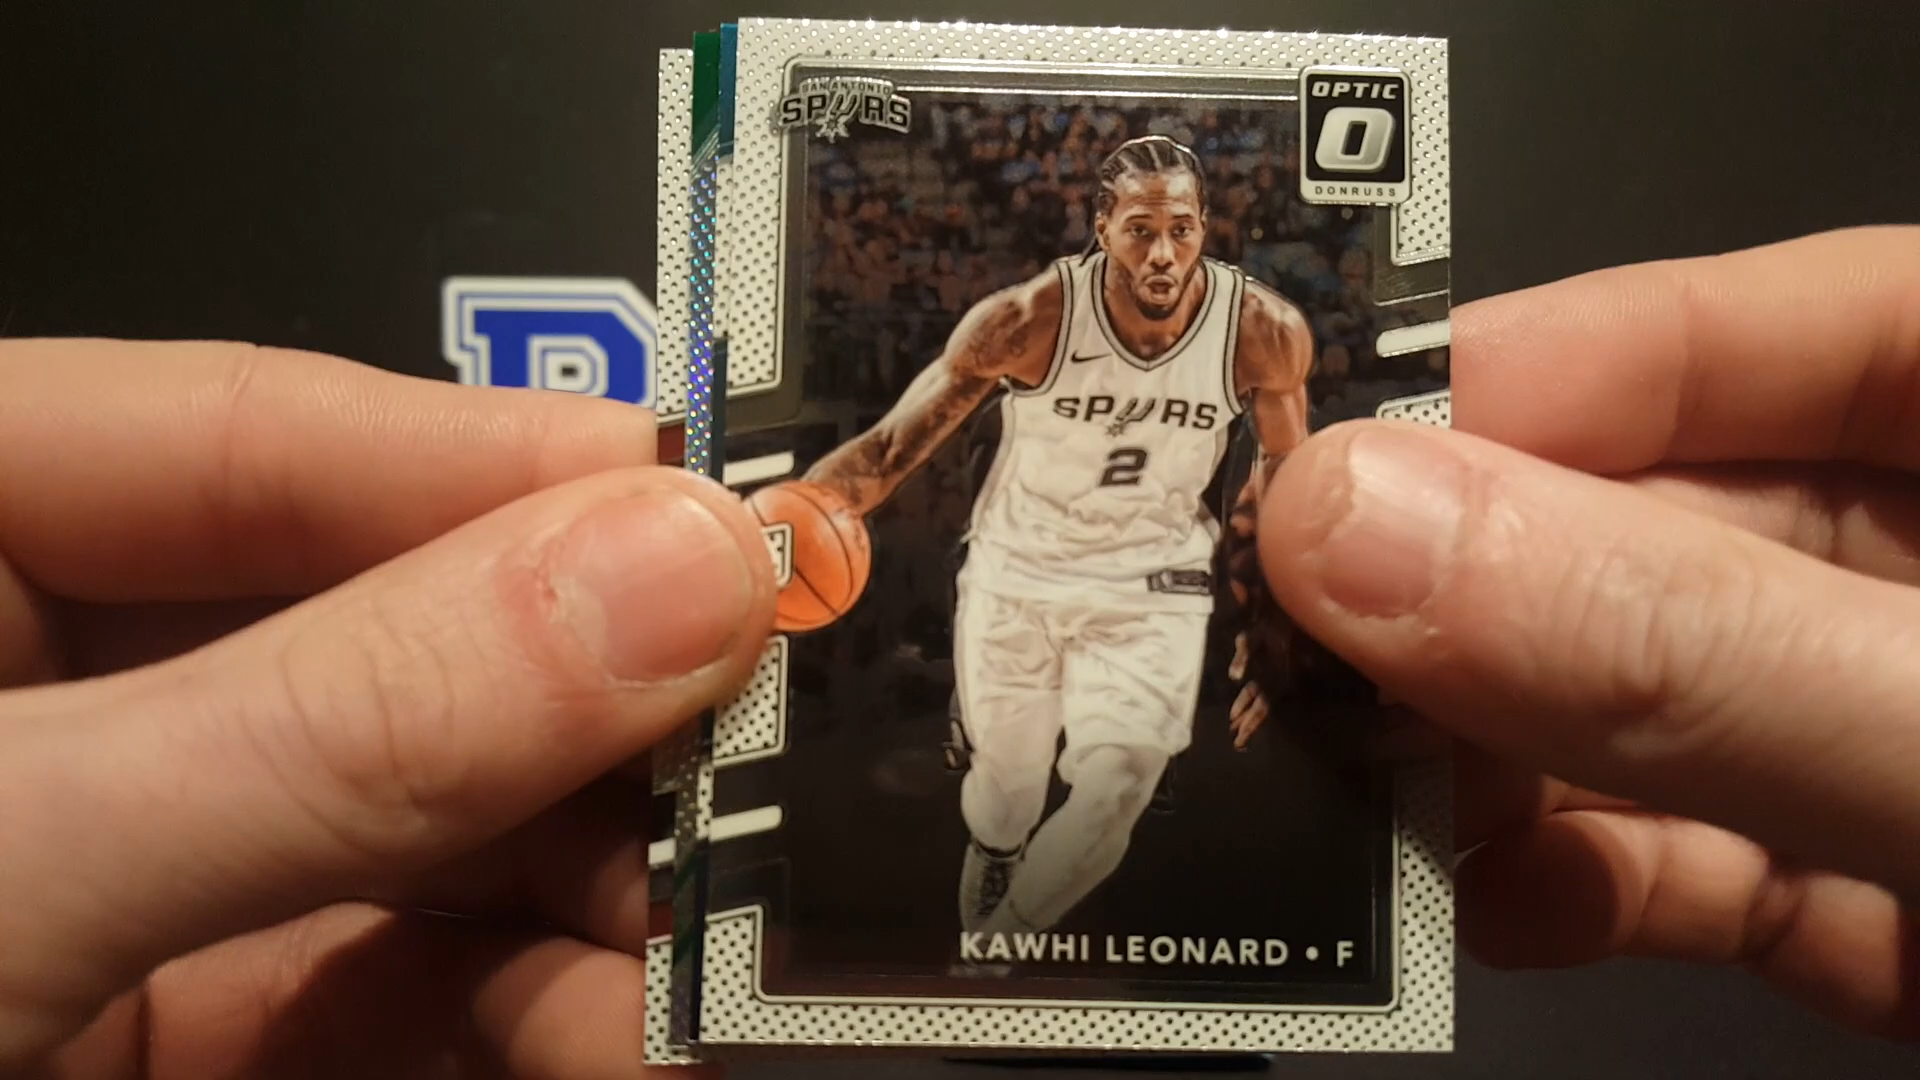 SAN ANTONIO
SPURS
OPTIC
O
DONRUSS
SPURS
2
KAWHI LEONARD • F